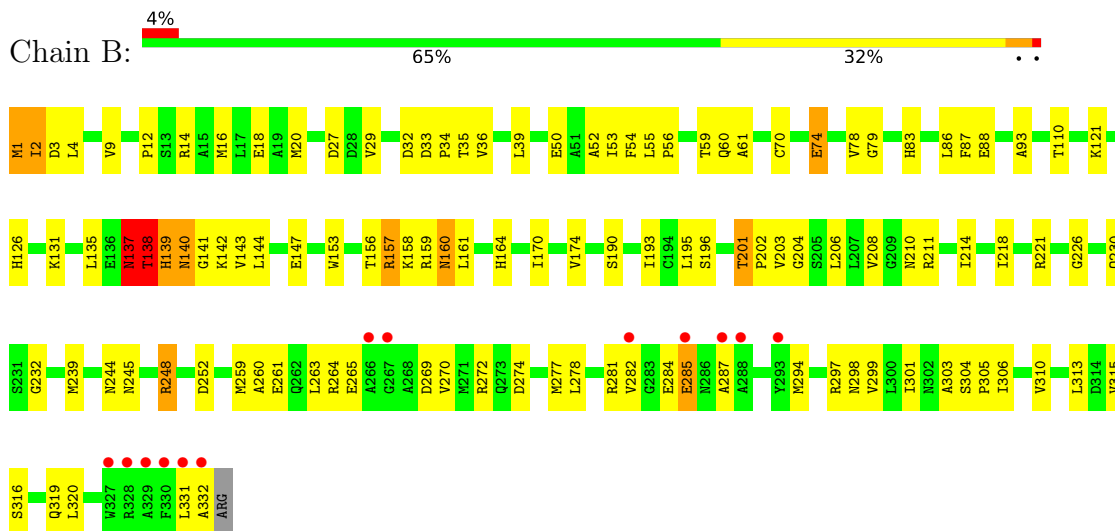 4%
Chain B:
65% 32% • •
M1 I2 D3 L4 V9 P12 S13 R14 A15 M16 L17 E18 A19 M20 D27 D28 V29 D32 D33 P34 T35 V36 L39 E50 A51 A52 I53 F54 L55 P56 T59 Q60 A61 C70 E74 V78 G79 H83 L86 F87 E88 A93 T110 K121
H126 K131 L135 E136 N137 T138 H139 N140 G141 K142 V143 L144 E147 W153 T156 R157 K158 R159 N160 L161 H164 I170 V174 S190 I193 C194 L195 S196 T201 P202 V203 G204 S205 L206 L207 V208 G209 N210 R211 I214 I218 R221 G226 P230
S231 G232 M239 N244 N245 R248 D252 M259 A260 E261 Q262 L263 R264 E265 A266 G267 A268 D269 V270 M271 R272 Q273 D274 M277 L278 R281 V282 G283 E284 E285 N286 A287 A288 Y293 M294 R297 N298 V299 L300 I301 N302 A303 S304 P305 I306 V310 L313 D314
S316 Q319 L320 W327 R328 A329 F330 L331 A332 ARG